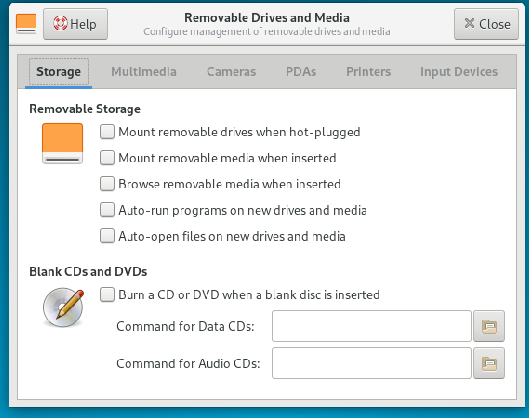 Help
Removable Drives and Media
Configure management of removable drives and media
Close
Storage
Multimedia
Cameras
PDAs
Printers
Input Devices
Removable Storage
Mount removable drives when hot-plugged
Mount removable media when inserted
Browse removable media when inserted
Auto-run programs on new drives and media
Auto-open files on new drives and media
Blank CDs and DVDs
Burn a CD or DVD when a blank disc is inserted
Command for Data CDs:
Command for Audio CDs: